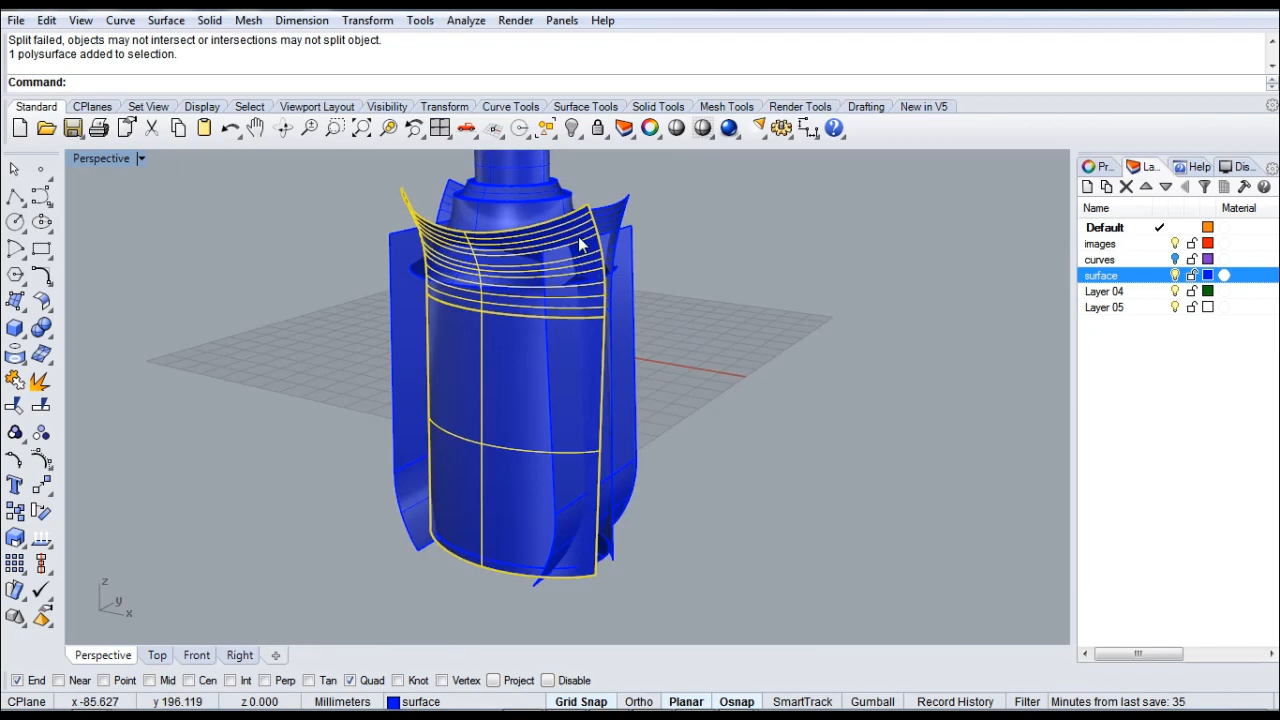 File Edit View Curve Surface Solid Mesh Dimension Transform Tools Analyze Render Panels Help
Split failed, objects may not intersect or intersections may not split object.
1 polysurface added to selection.
Command:
Standard CPlanes Set View Display Select Viewport Layout Visibility Transform Curve Tools Surface Tools Solid Tools Mesh Tools Render Tools Drafting New in V5
Perspective
Pr... La... Help Dis...
Name Material
Default
images
curves
surface
Layer 04
Layer 05
z
y
x
Perspective Top Front Right
End Near Point Mid Cen Int Perp Tan Quad Knot Vertex Project Disable
CPlane x -85.627 y 196.119 z 0.000 Millimeters surface Grid Snap Ortho Planar Osnap SmartTrack Gumball Record History Filter Minutes from last save: 35